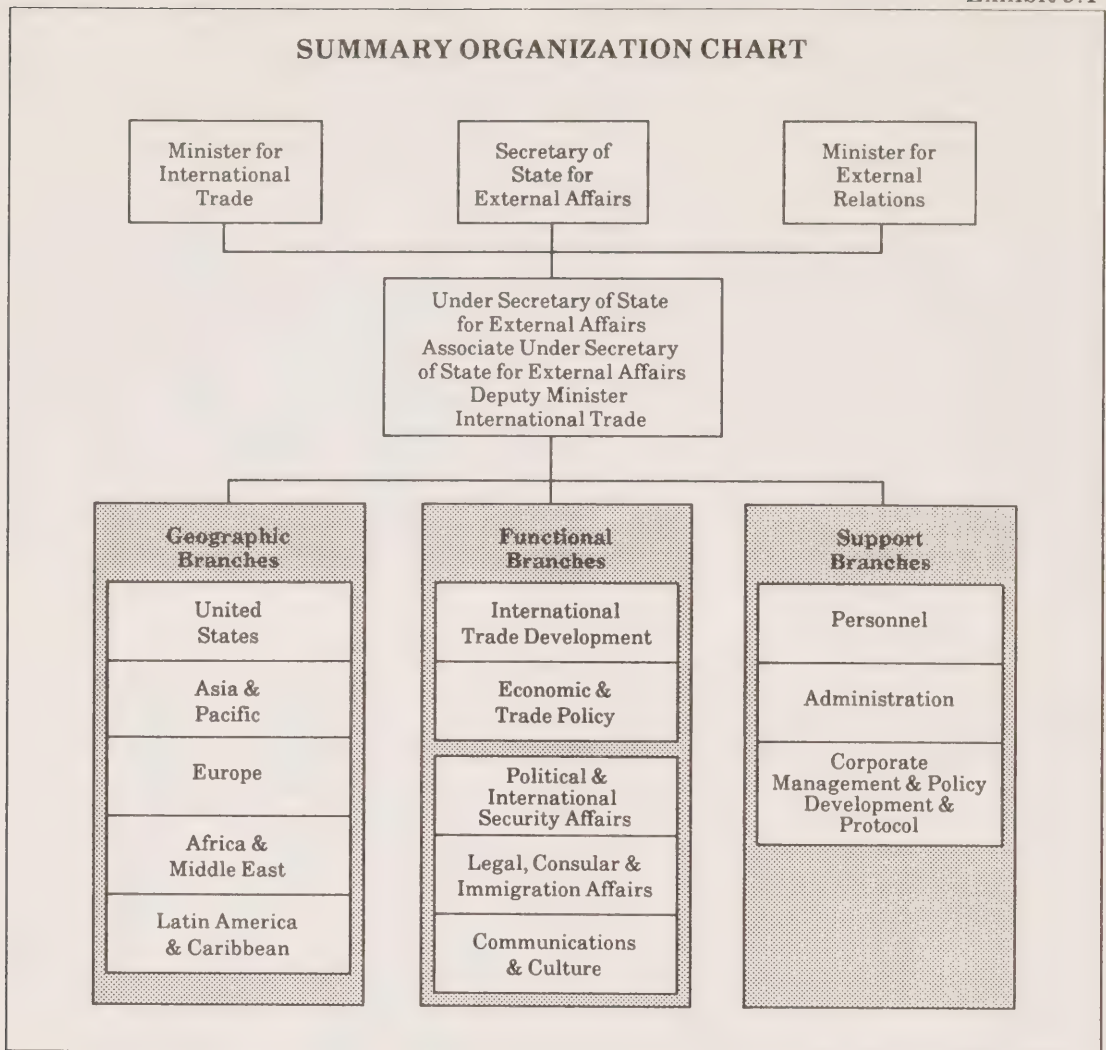 SUMMARY ORGANIZATION CHART
Minister for
International
Trade
Secretary of
State for
External Affairs
Minister for
External
Relations
Under Secretary of State
for External Affairs
Associate Under Secretary
of State for External Affairs
Deputy Minister
International Trade
Geographic
Branches
United
States
Asia &
Pacific
Europe
Africa &
Middle East
Latin America
& Caribbean
Functional
Branches
International
Trade Development
Economic &
Trade Policy
Political &
International
Security Affairs
Legal, Consular &
Immigration Affairs
Communications
& Culture
Support
Branches
Personnel
Administration
Corporate
Management & Policy
Development &
Protocol